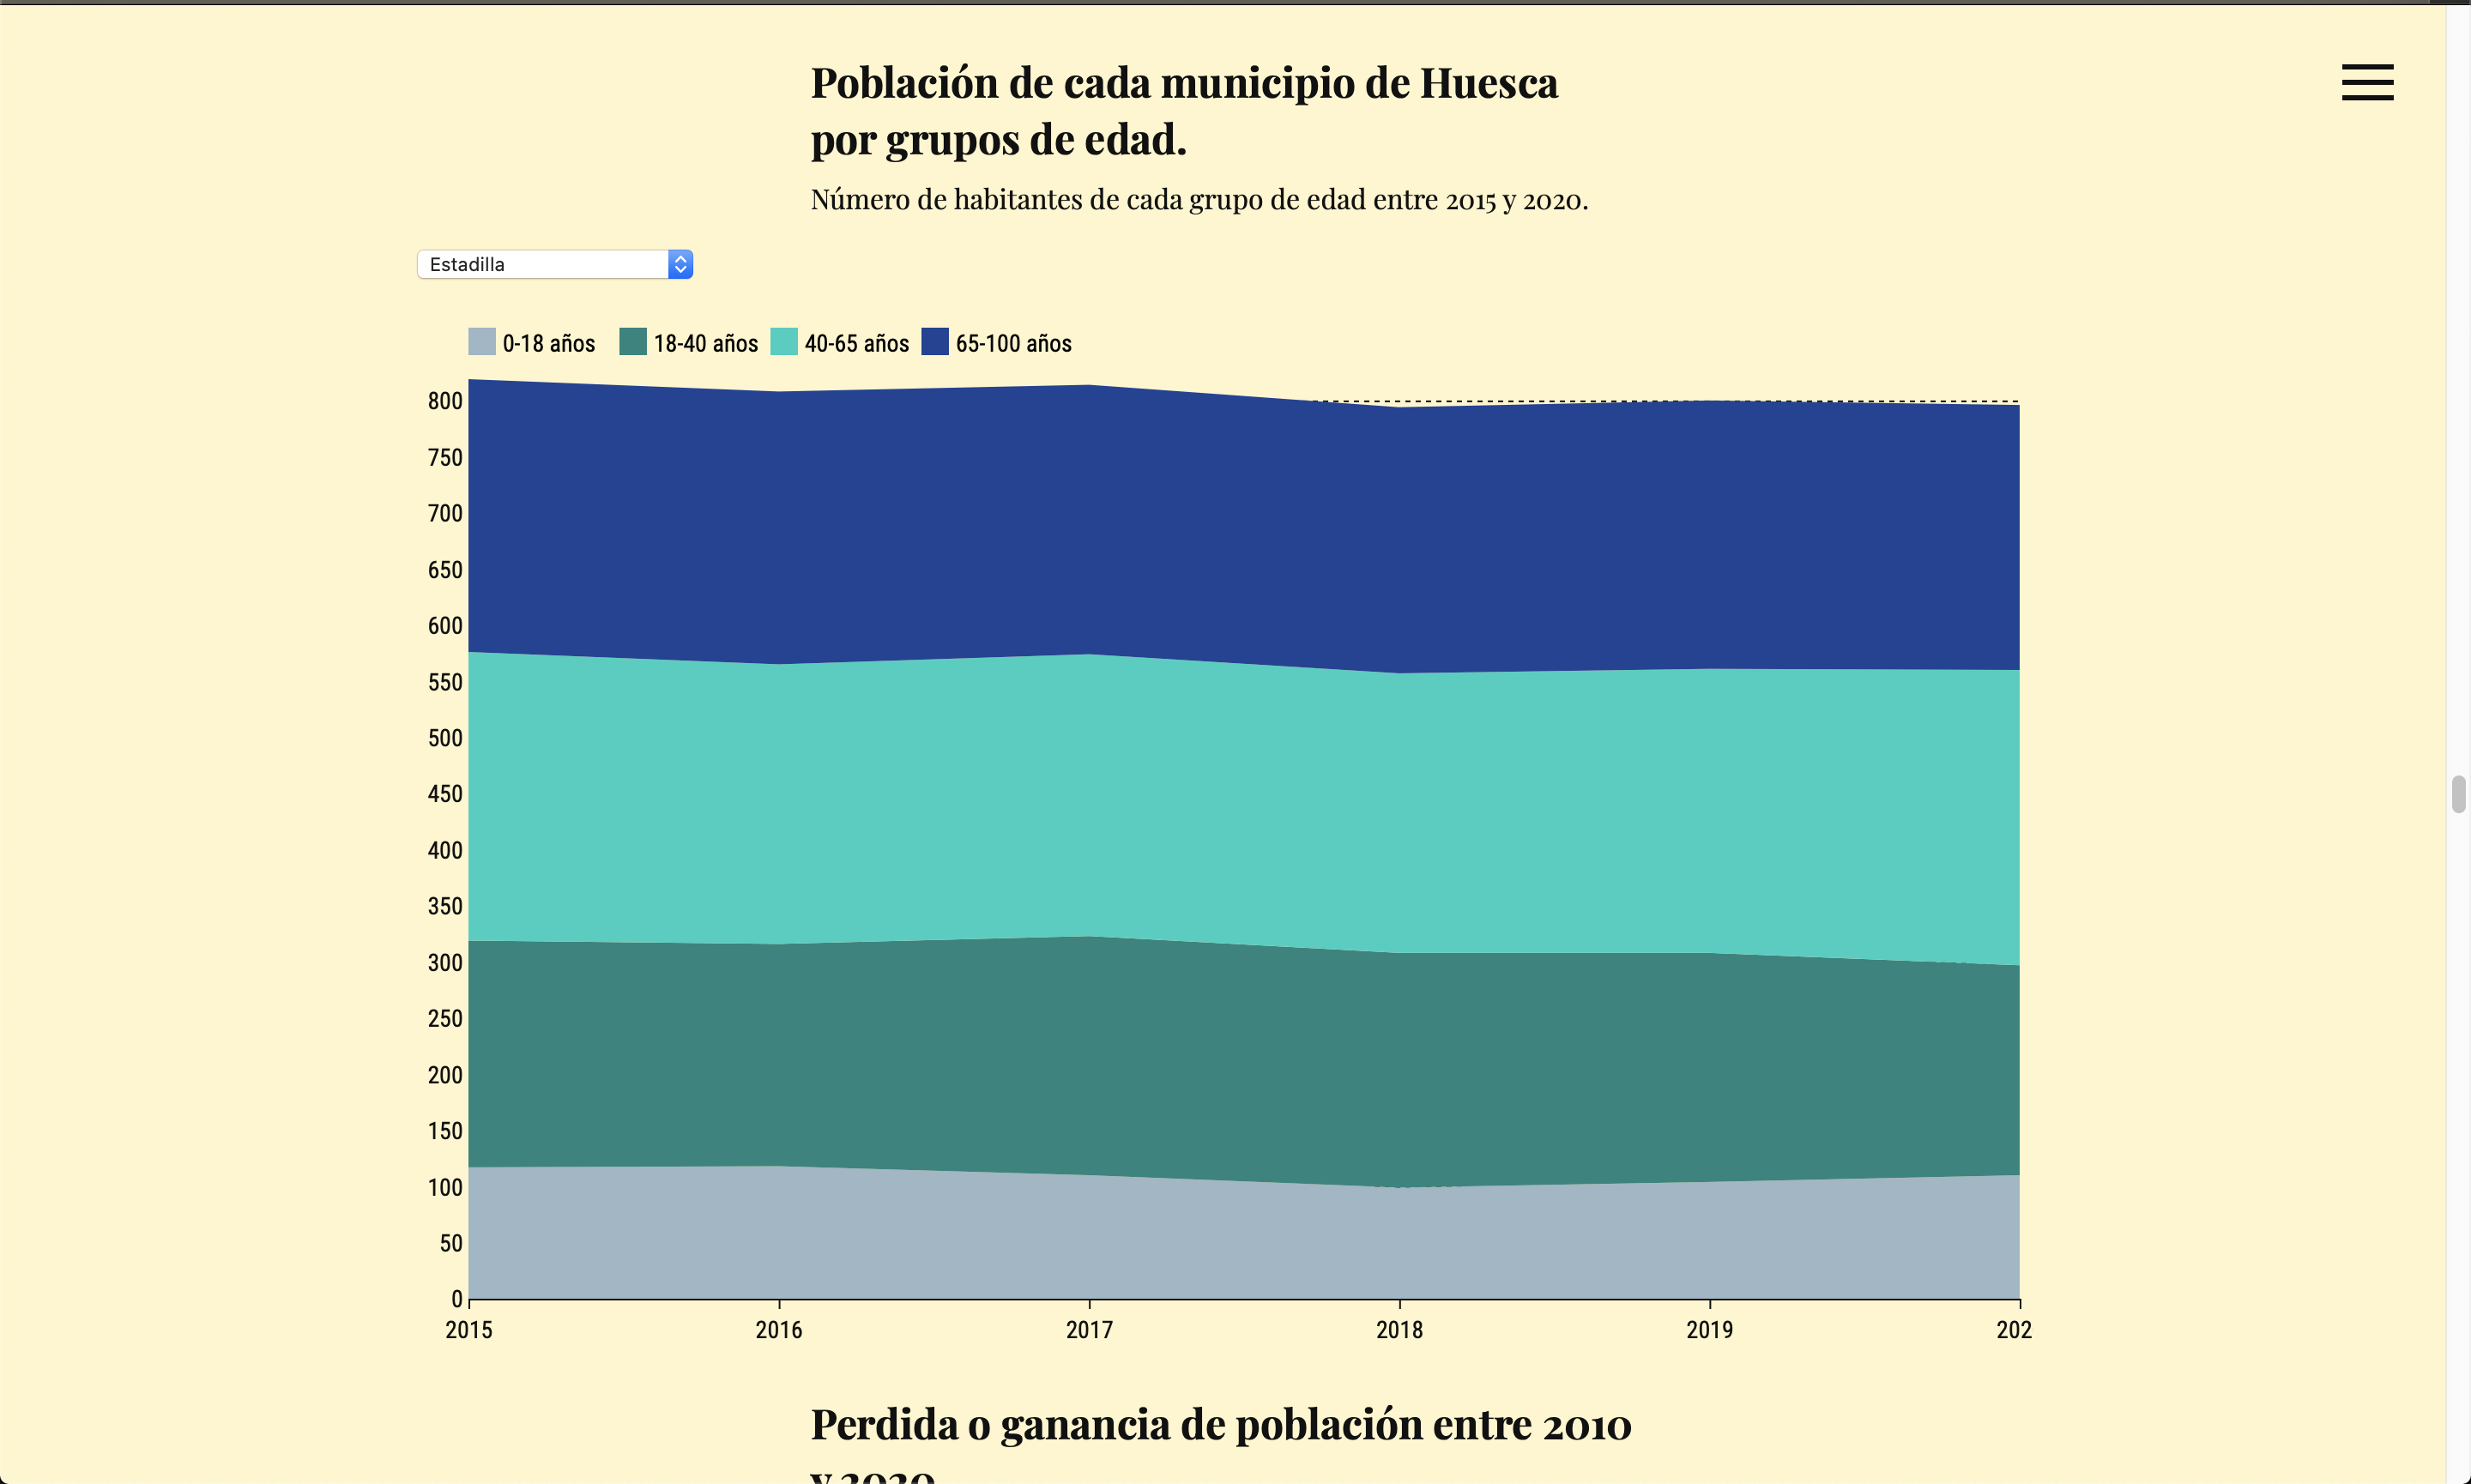 Población de cada municipio de Huesca
por grupos de edad.
Número de habitantes de cada grupo de edad entre 2015 y 2020.
Estadilla
0-18 años 18-40 años 40-65 años 65-100 años
800
750
700
650
600
550
500
450
400
350
300
250
200
150
100
50
0
2015 2016 2017 2018 2019 202
Perdida o ganancia de población entre 2010
y 2020